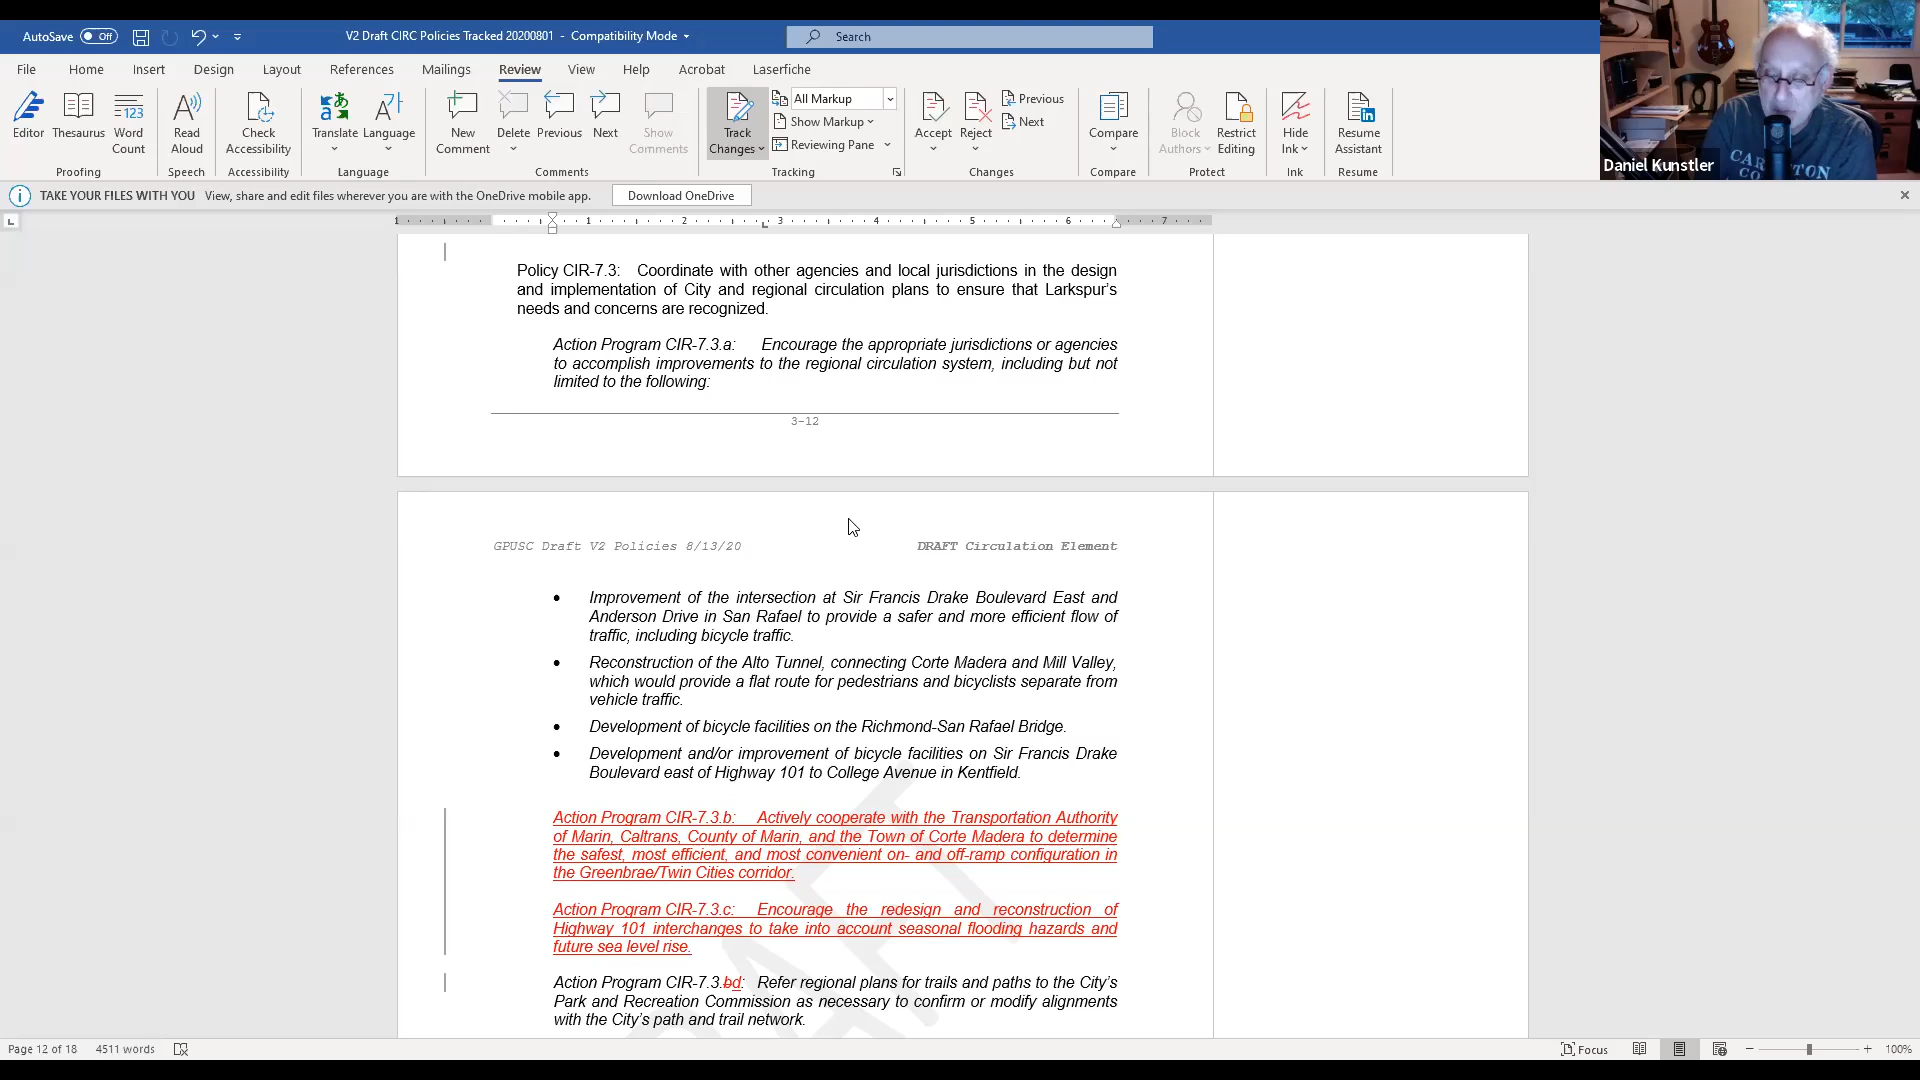 AutoSave Off
V2 Draft CIRC Policies Tracked 20200801 - Compatibility Mode
Search
File Home Insert Design Layout References Mailings Review View Help Acrobat Laserfiche
Editor Thesaurus Word Count
Read Aloud
Check Accessibility
Translate Language
New Comment Delete Previous Next Show Comments
Track Changes
All Markup
Show Markup
Reviewing Pane
Accept Reject
Previous
Next
Compare
Block Authors Restrict Editing
Hide Ink
Resume Assistant
Proofing Speech Accessibility Language Comments Tracking Changes Compare Protect Ink Resume
Daniel Kunstler
TAKE YOUR FILES WITH YOU View, share and edit files wherever you are with the OneDrive mobile app. Download OneDrive
1 1 2 3 4 5 6 7
Policy CIR-7.3: Coordinate with other agencies and local jurisdictions in the design
and implementation of City and regional circulation plans to ensure that Larkspur’s
needs and concerns are recognized.
Action Program CIR-7.3.a: Encourage the appropriate jurisdictions or agencies
to accomplish improvements to the regional circulation system, including but not
limited to the following:
3-12
GPUSC Draft V2 Policies 8/13/20 DRAFT Circulation Element
• Improvement of the intersection at Sir Francis Drake Boulevard East and
Anderson Drive in San Rafael to provide a safer and more efficient flow of
traffic, including bicycle traffic.
• Reconstruction of the Alto Tunnel, connecting Corte Madera and Mill Valley,
which would provide a flat route for pedestrians and bicyclists separate from
vehicle traffic.
• Development of bicycle facilities on the Richmond-San Rafael Bridge.
• Development and/or improvement of bicycle facilities on Sir Francis Drake
Boulevard east of Highway 101 to College Avenue in Kentfield.
Action Program CIR-7.3.b: Actively cooperate with the Transportation Authority
of Marin, Caltrans, County of Marin, and the Town of Corte Madera to determine
the safest, most efficient, and most convenient on- and off-ramp configuration in
the Greenbrae/Twin Cities corridor.
Action Program CIR-7.3.c: Encourage the redesign and reconstruction of
Highway 101 interchanges to take into account seasonal flooding hazards and
future sea level rise.
Action Program CIR-7.3.bd: Refer regional plans for trails and paths to the City’s
Park and Recreation Commission as necessary to confirm or modify alignments
with the City’s path and trail network.
Page 12 of 18 4511 words Focus 100%